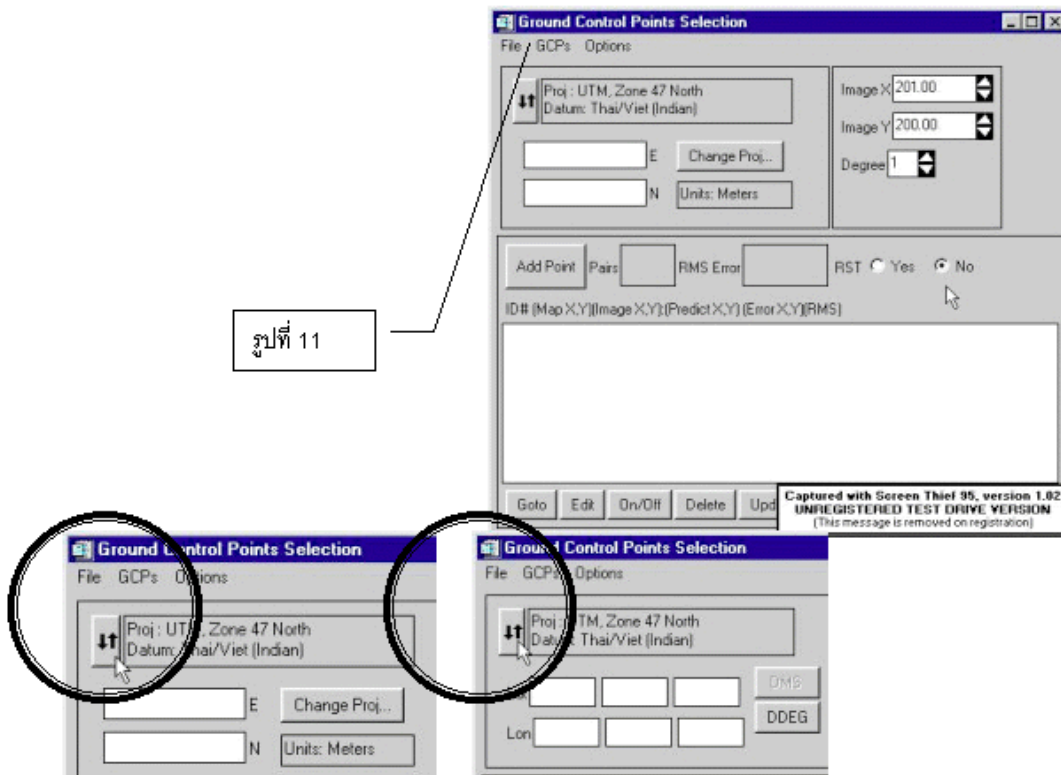 Ground Control Points Selection
File GCPs Options
Proj : UTM, Zone 47 North
Datum: Thai/Viet (Indian)
E
Change Proj...
N
Units: Meters
Image X 201.00
Image Y 200.00
Degree 1
Add Point Pairs RMS Error RST Yes No
ID# (Map X,Y)(Image X,Y):(Predict X,Y) (Error X,Y)(RMS)
Goto Edit On/Off Delete Upd
Captured with Screen Thief 95, version 1.02
UNREGISTERED TEST DRIVE VERSION
(This message is removed on registration)
รูปที่ 11
Ground Control Points Selection
File GCPs Options
Proj : UTM, Zone 47 North
Datum: Thai/Viet (Indian)
E
Change Proj...
N
Units: Meters
Ground Control Points Selection
File GCPs Options
Proj : UTM, Zone 47 North
Datum: Thai/Viet (Indian)
DMS
Lon
DDEG